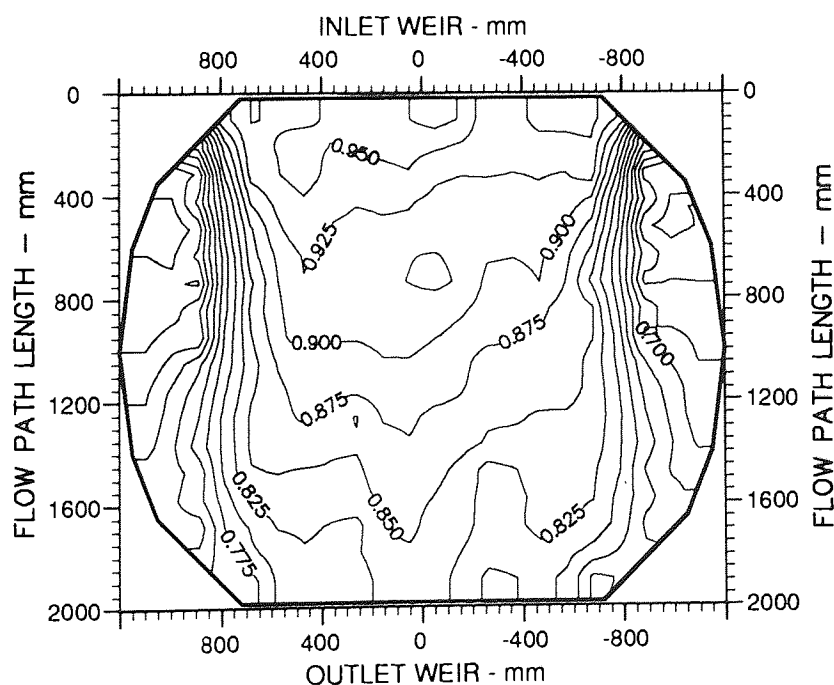 INLET WEIR - mm
800 400 0 -400 -800
0 0
400 400
800 800
1200 1200
1600 1600
2000 2000
FLOW PATH LENGTH — mm
FLOW PATH LENGTH — mm
0.950
0.925
0.900
0.900
0.875
0.700
0.875
0.825
0.850
0.825
0.775
800 400 0 -400 -800
OUTLET WEIR - mm